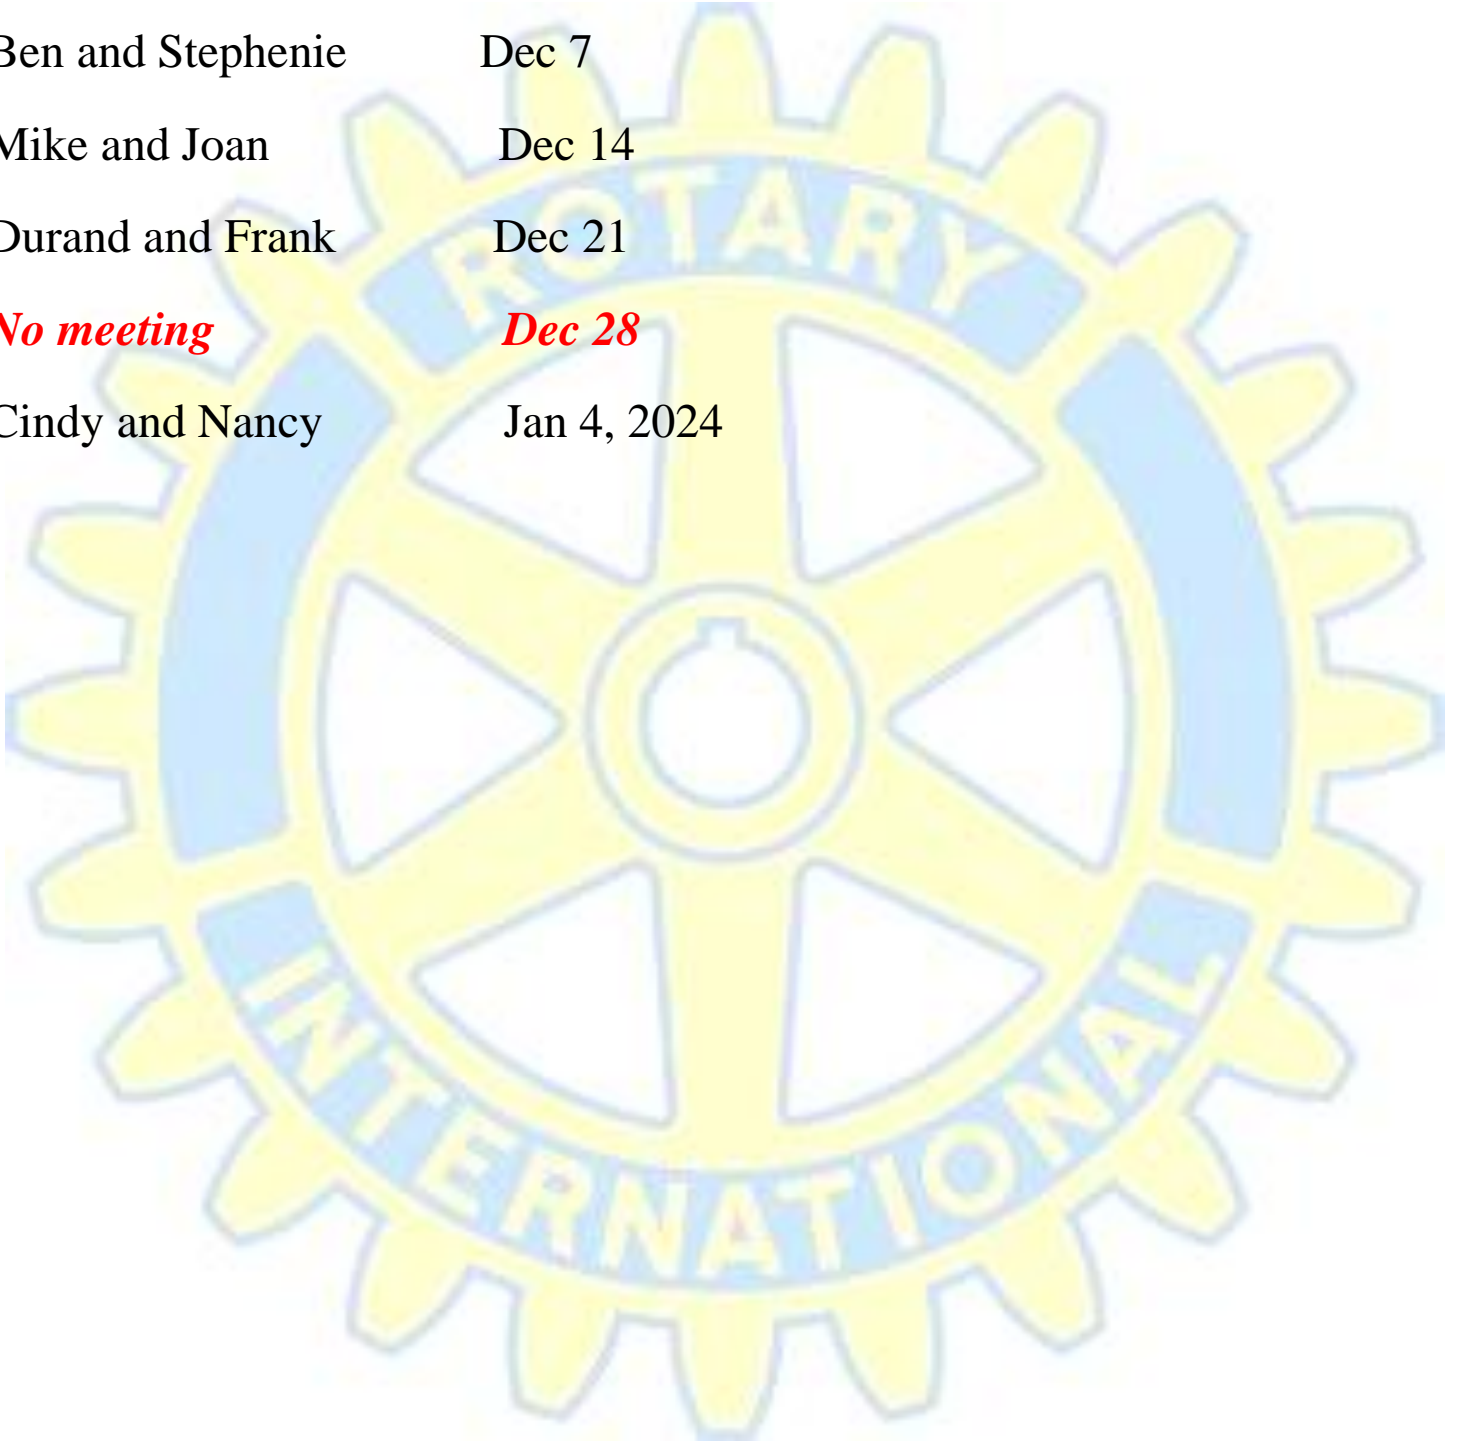 Ben and Stephenie Dec 7
Mike and Joan Dec 14
Durand and Frank Dec 21
No meeting Dec 28
Cindy and Nancy Jan 4, 2024
ROTARY
INTERNATIONAL